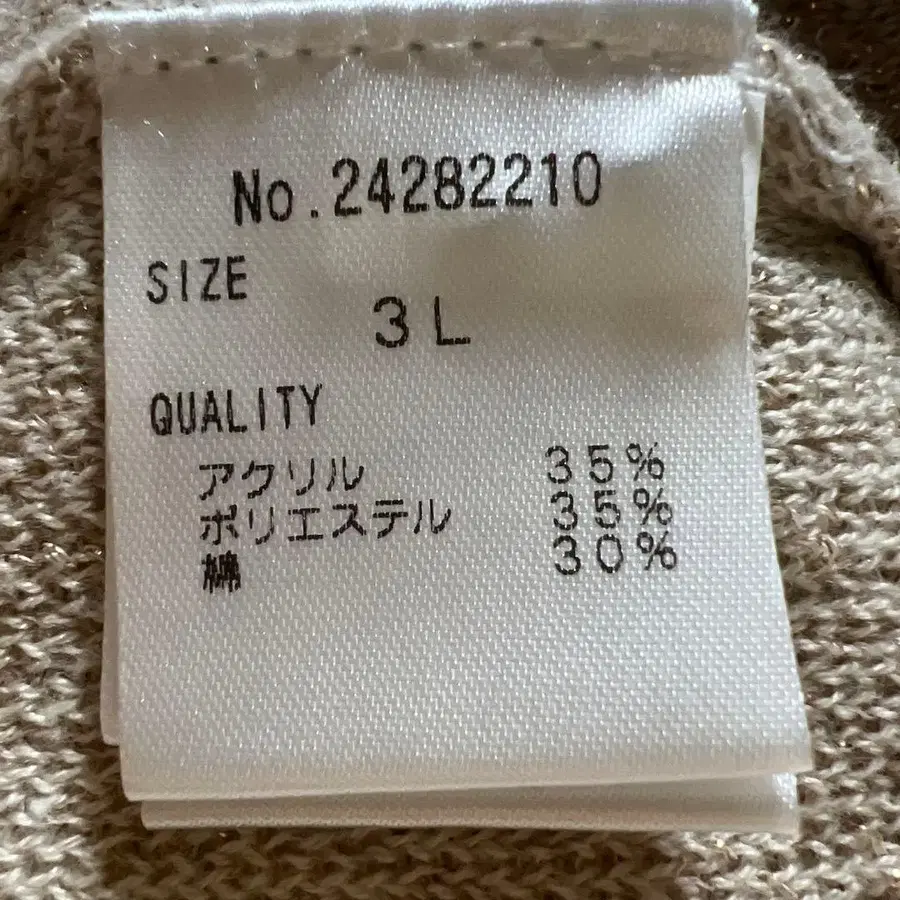 No.24282210
SIZE
3L
QUALITY
アクリル 35%
ポリエステル 35%
綿 30%